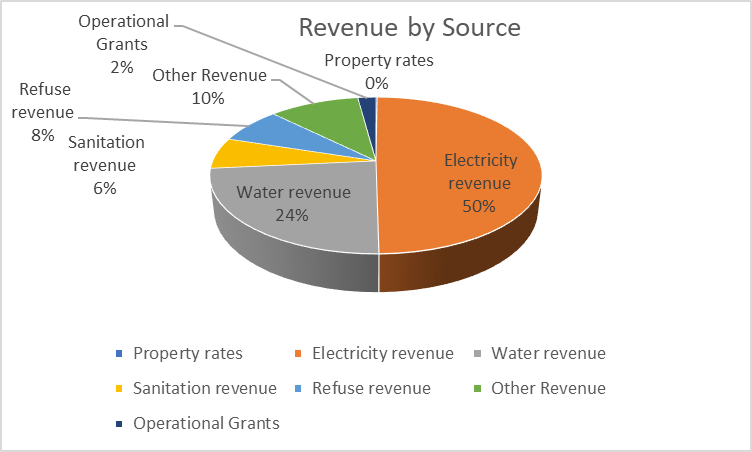 Revenue by Source
Operational
Grants
2%
Property rates
0%
Other Revenue
10%
Refuse
revenue
8%
Sanitation
revenue
6%
Electricity
revenue
50%
Water revenue
24%
Property rates
Electricity revenue
Water revenue
Sanitation revenue
Refuse revenue
Other Revenue
Operational Grants